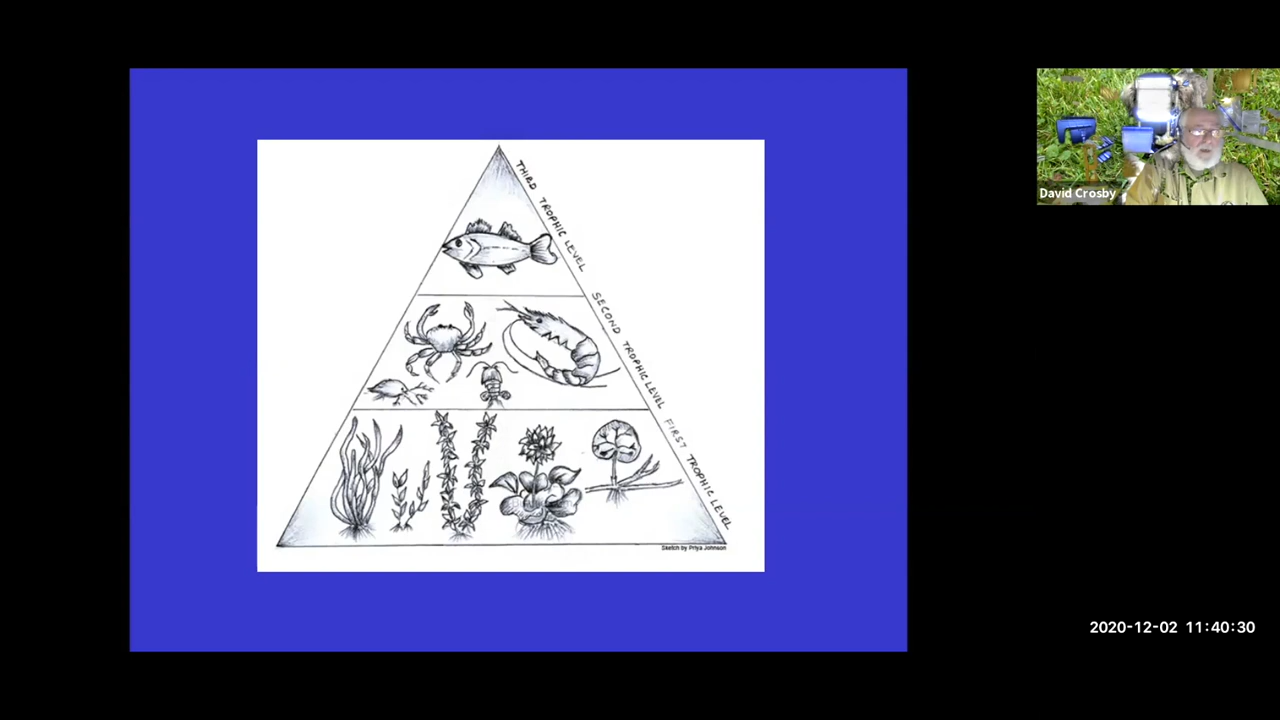 THIRD TROPHIC LEVEL
SECOND TROPHIC LEVEL
FIRST TROPHIC LEVEL
Sketch by Priya Johnson
David Crosby
2020-12-02 11:40:30